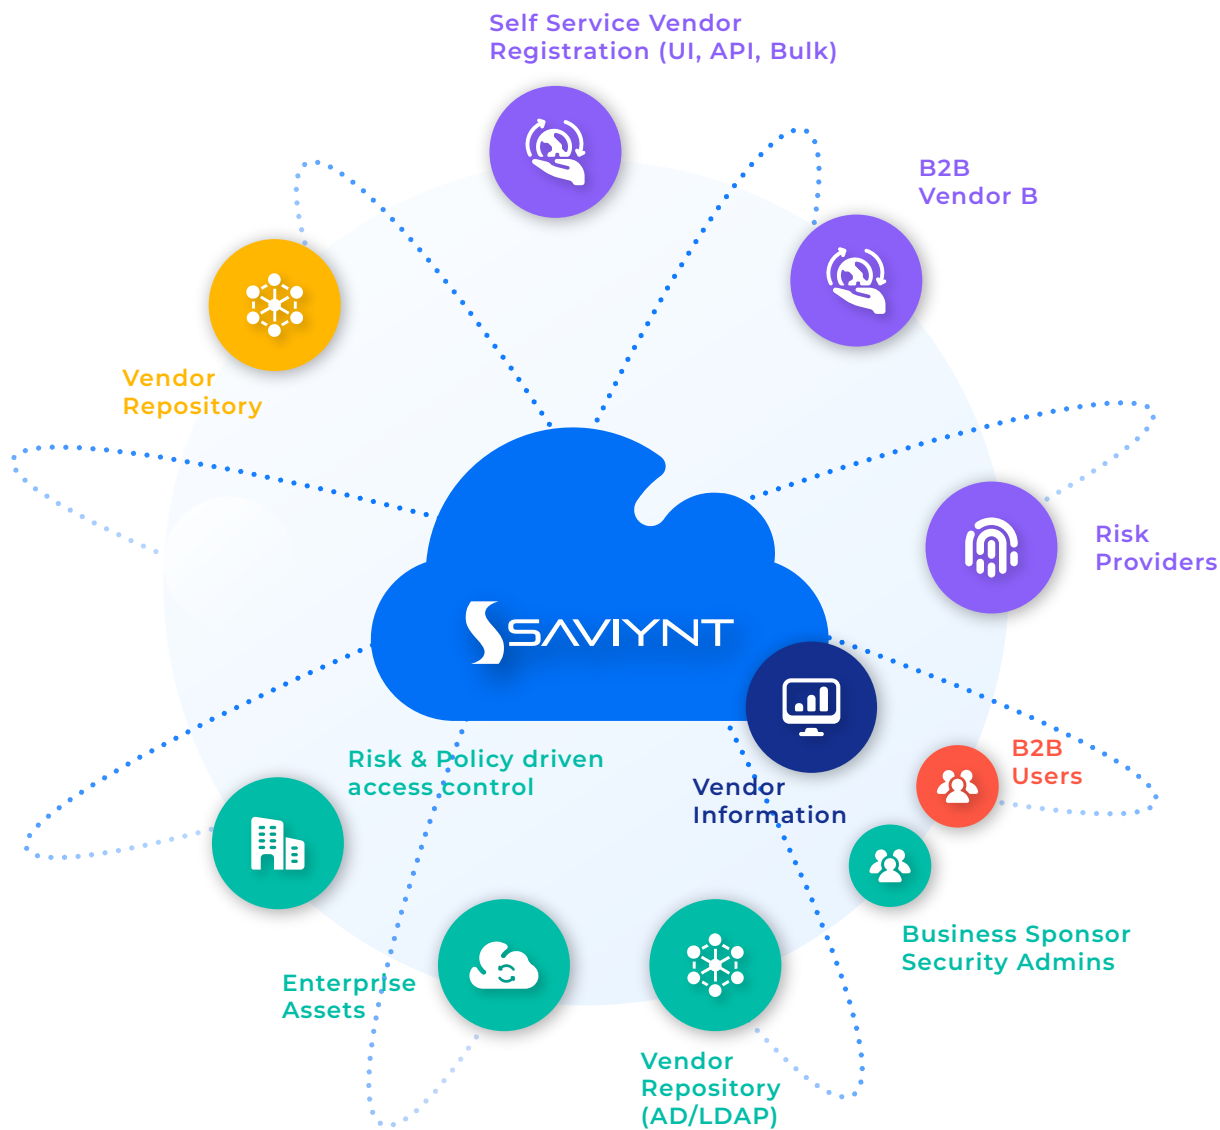 Self Service Vendor
Registration (UI, API, Bulk)
B2B
Vendor B
Vendor
Repository
Risk
Providers
SAVIYNT
Risk & Policy driven
access control
Vendor
Information
B2B
Users
Business Sponsor
Security Admins
Enterprise
Assets
Vendor
Repository
(AD/LDAP)